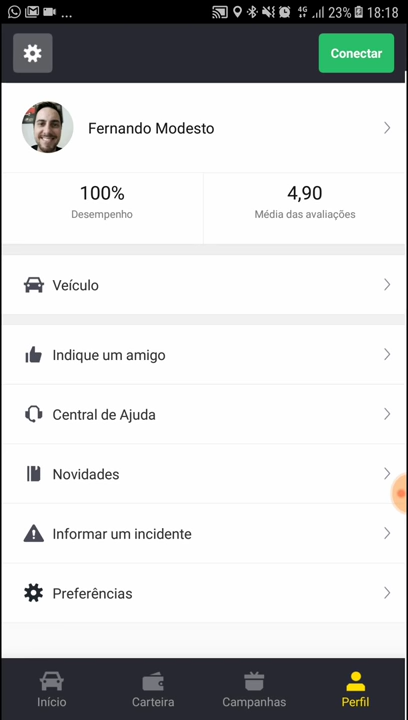 ... 4G 23% 18:18
Conectar
Fernando Modesto
100% 4,90
Desempenho Média das avaliações
Veículo
Indique um amigo
Central de Ajuda
Novidades
Informar um incidente
Preferências
Início Carteira Campanhas Perfil